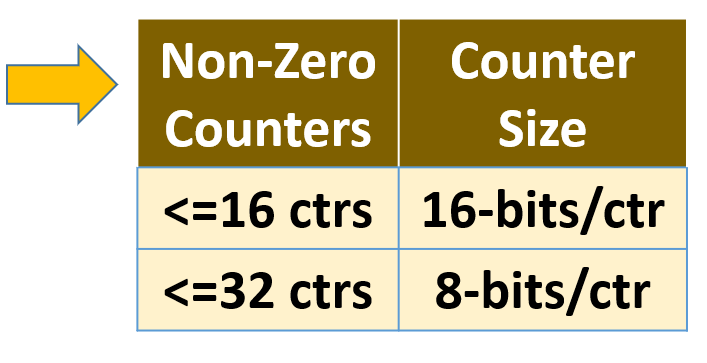 Non-Zero Counters
Counter Size
<=16 ctrs
16-bits/ctr
<=32 ctrs
8-bits/ctr